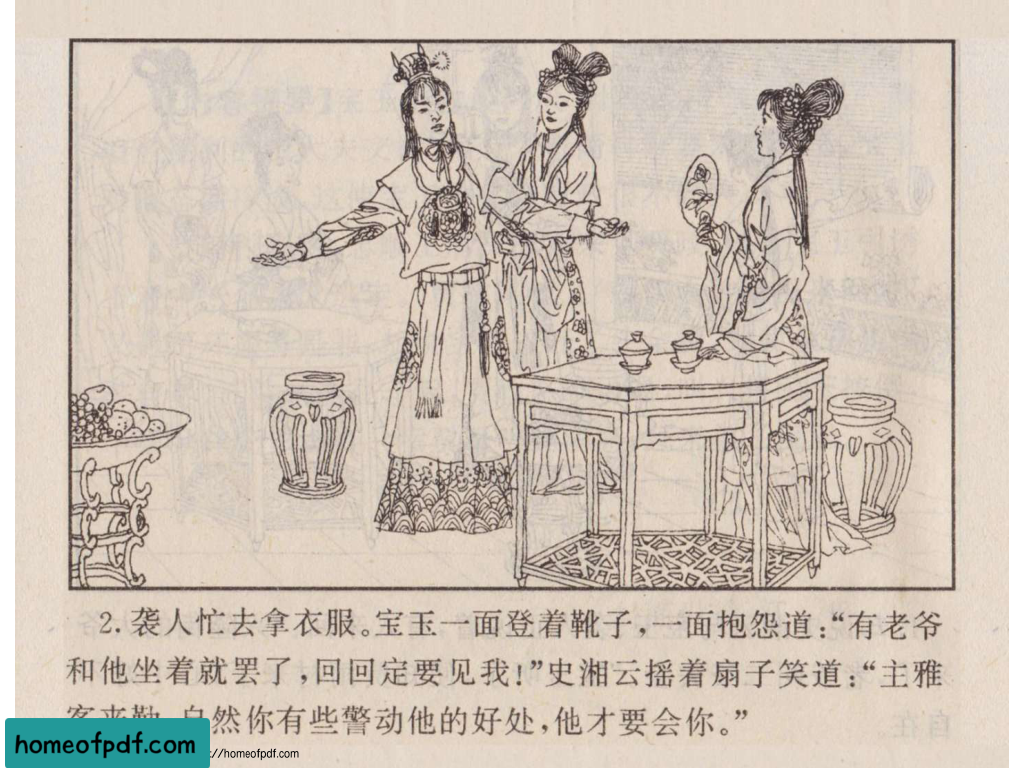 2. 袭人忙去拿衣服。宝玉一面登着靴子，一面抱怨道：“有老爷
和他坐着就罢了，回回定要见我！”史湘云摇着扇子笑道：“主雅
客来勤，自然你有些警动他的好处，他才要会你。”
homeofpdf.com
://homeofpdf.com